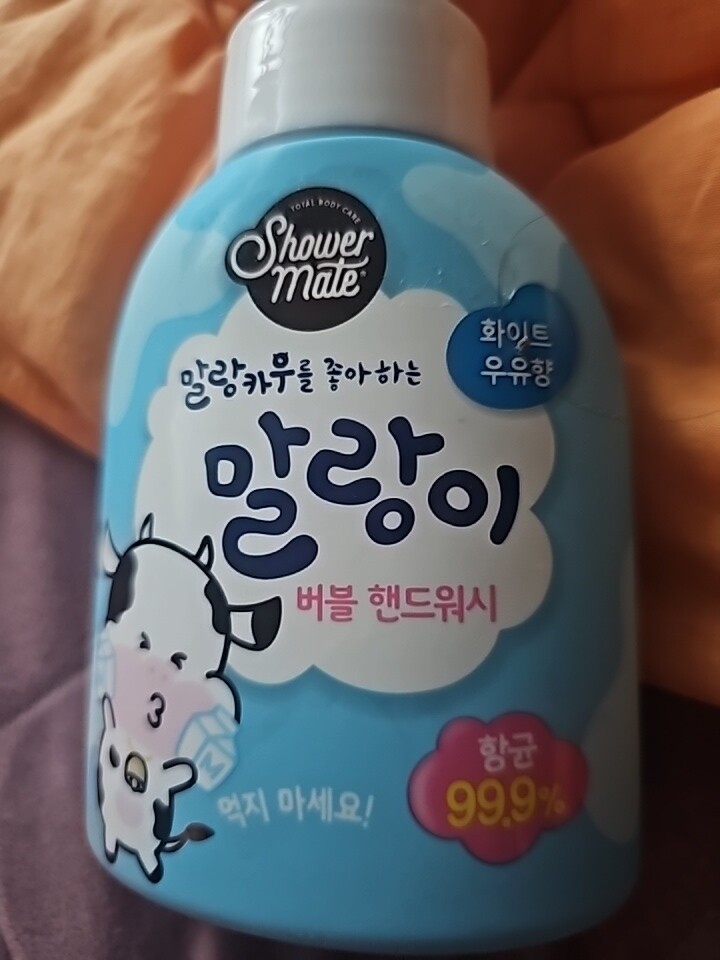 TOTAL BODY CARE
Shower
Mate
화이트
우유향
말랑카우를 좋아하는
말랑이
버블 핸드워시
먹지 마세요!
항균
99.9%